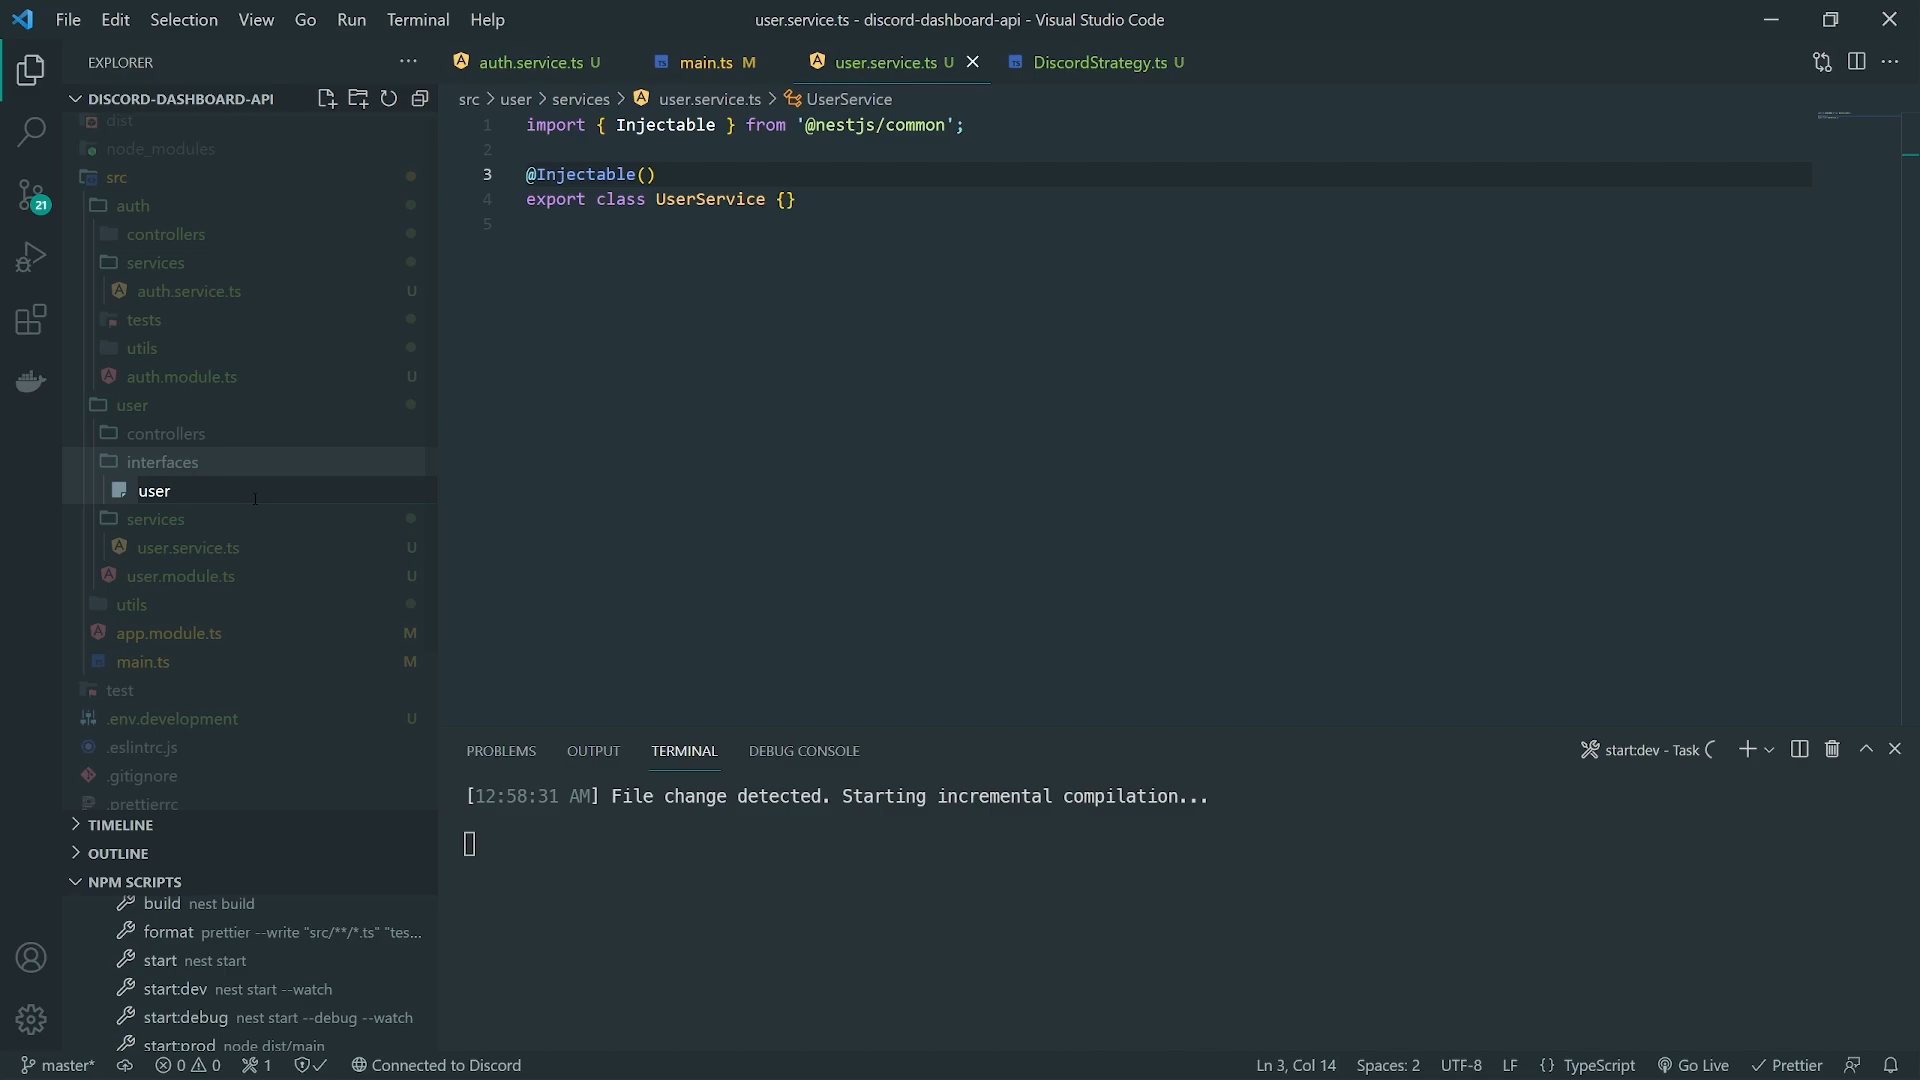 File Edit Selection View Go Run Terminal Help
user.service.ts - discord-dashboard-api - Visual Studio Code
EXPLORER
auth.service.ts U
main.ts M
user.service.ts U
DiscordStrategy.ts U
DISCORD-DASHBOARD-API
src > user > services > user.service.ts > UserService
dist
node_modules
src
auth
controllers
services
auth.service.ts U
tests
utils
auth.module.ts U
user
controllers
interfaces
user
services
user.service.ts U
user.module.ts U
utils
app.module.ts M
main.ts M
test
.env.development U
.eslintrc.js
.gitignore
.prettierrc
TIMELINE
OUTLINE
NPM SCRIPTS
build nest build
format prettier --write "src/**/*.ts" "tes...
start nest start
start:dev nest start --watch
start:debug nest start --debug --watch
start:prod node dist/main
21
1 import { Injectable } from '@nestjs/common';
2
3 @Injectable()
4 export class UserService {}
5
PROBLEMS OUTPUT TERMINAL DEBUG CONSOLE
start:dev - Task
[12:58:31 AM] File change detected. Starting incremental compilation...
master* 0 0 1 Connected to Discord
Ln 3, Col 14 Spaces: 2 UTF-8 LF {} TypeScript Go Live Prettier